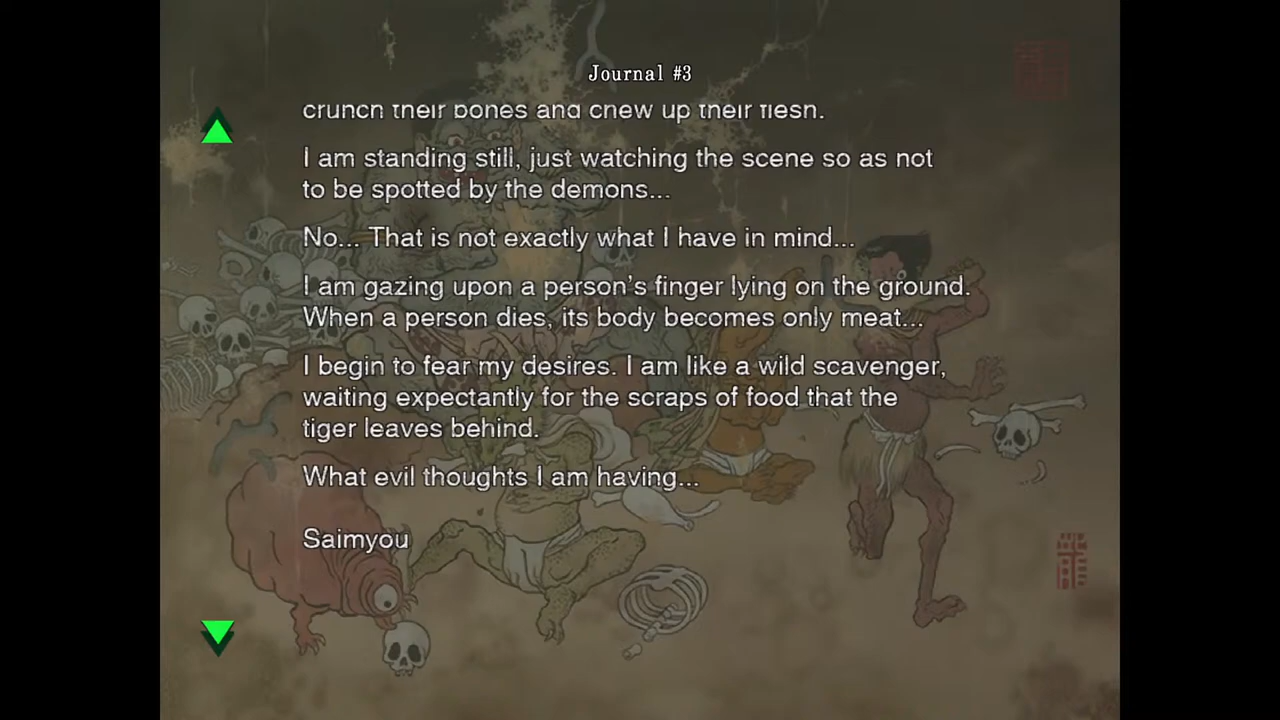 Journal #3
crunch their bones and chew up their flesh.
I am standing still, just watching the scene so as not
to be spotted by the demons...
No... That is not exactly what I have in mind...
I am gazing upon a person's finger lying on the ground.
When a person dies, its body becomes only meat...
I begin to fear my desires. I am like a wild scavenger,
waiting expectantly for the scraps of food that the
tiger leaves behind.
What evil thoughts I am having...
Saimyou